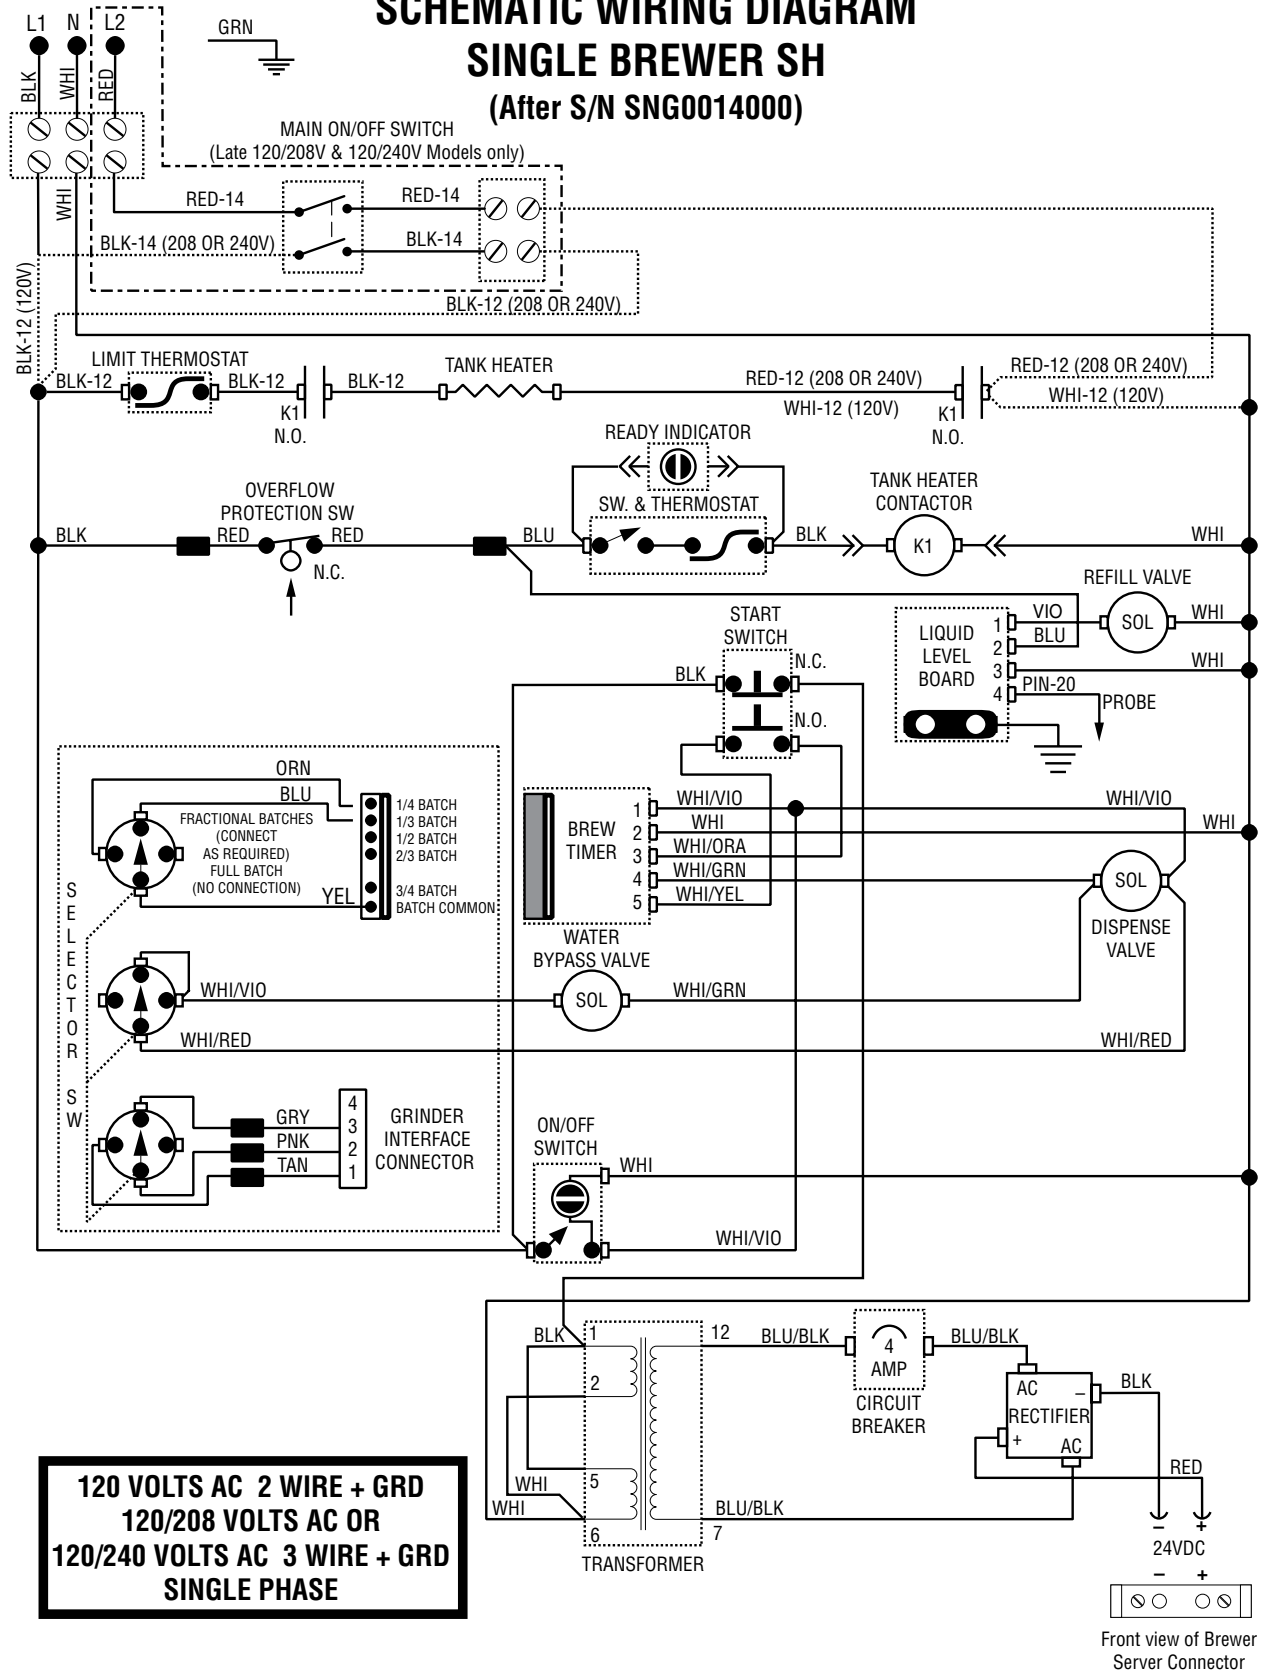 SCHEMATIC WIRING DIAGRAM
SINGLE BREWER SH
(After S/N SNG0014000)
L1
N
L2
GRN
BLK
WHI
RED
MAIN ON/OFF SWITCH
(Late 120/208V & 120/240V Models only)
WHI
RED-14
RED-14
BLK-14 (208 OR 240V)
BLK-14
BLK-12 (120V)
BLK-12 (208 OR 240V)
LIMIT THERMOSTAT
TANK HEATER
BLK-12
BLK-12
BLK-12
K1
N.O.
RED-12 (208 OR 240V)
WHI-12 (120V)
K1
N.O.
RED-12 (208 OR 240V)
WHI-12 (120V)
READY INDICATOR
OVERFLOW
PROTECTION SW
SW. & THERMOSTAT
TANK HEATER
CONTACTOR
BLK
RED
RED
N.C.
BLU
BLK
K1
WHI
REFILL VALVE
START
SWITCH
LIQUID
LEVEL
BOARD
1
2
3
4
VIO
BLU
SOL
WHI
WHI
PIN-20
PROBE
BLK
N.C.
N.O.
ORN
BLU
FRACTIONAL BATCHES
(CONNECT
AS REQUIRED)
FULL BATCH
(NO CONNECTION)
YEL
1/4 BATCH
1/3 BATCH
1/2 BATCH
2/3 BATCH
3/4 BATCH
BATCH COMMON
BREW
TIMER
1
2
3
4
5
WHI/VIO
WHI
WHI/ORA
WHI/GRN
WHI/YEL
WHI/VIO
WHI
SOL
DISPENSE
VALVE
SELECTOR SW
WATER
BYPASS VALVE
WHI/VIO
SOL
WHI/GRN
WHI/RED
WHI/RED
GRY
PNK
TAN
4
3
2
1
GRINDER
INTERFACE
CONNECTOR
ON/OFF
SWITCH
WHI
WHI/VIO
BLK
1
2
5
6
WHI
WHI
12
7
TRANSFORMER
BLU/BLK
4
AMP
CIRCUIT
BREAKER
BLU/BLK
BLU/BLK
AC
–
RECTIFIER
+
AC
BLK
RED
– +
24VDC
– +
Front view of Brewer
Server Connector
120 VOLTS AC 2 WIRE + GRD
120/208 VOLTS AC OR
120/240 VOLTS AC 3 WIRE + GRD
SINGLE PHASE